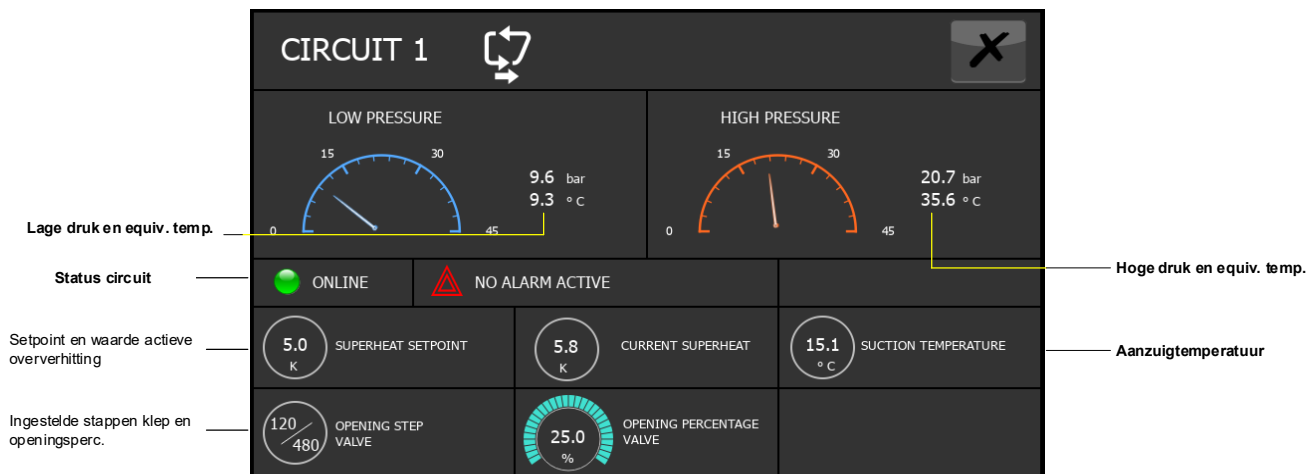 CIRCUIT 1
LOW PRESSURE
15
30
0
45
9.6 bar
9.3 °C
HIGH PRESSURE
15
30
0
45
20.7 bar
35.6 °C
Lage druk en equiv. temp.
Hoge druk en equiv. temp.
Status circuit
ONLINE
NO ALARM ACTIVE
Setpoint en waarde actieve
oververhitting
5.0
K
SUPERHEAT SETPOINT
5.8
K
CURRENT SUPERHEAT
15.1
°C
SUCTION TEMPERATURE
Aanzuigtemperatuur
Ingestelde stappen klep en
openingsperc.
120
480
OPENING STEP
VALVE
25.0
%
OPENING PERCENTAGE
VALVE